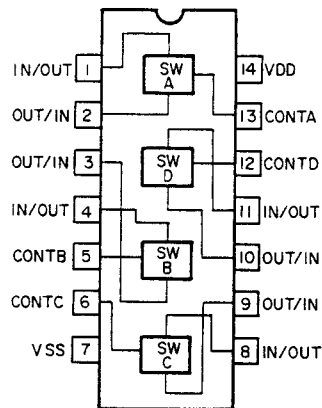 IN/OUT 1
OUT/IN 2
OUT/IN 3
IN/OUT 4
CONTB 5
CONTC 6
VSS 7
SW A
SW D
SW B
SW C
14 VDD
13 CONTA
12 CONTD
11 IN/OUT
10 OUT/IN
9 OUT/IN
8 IN/OUT